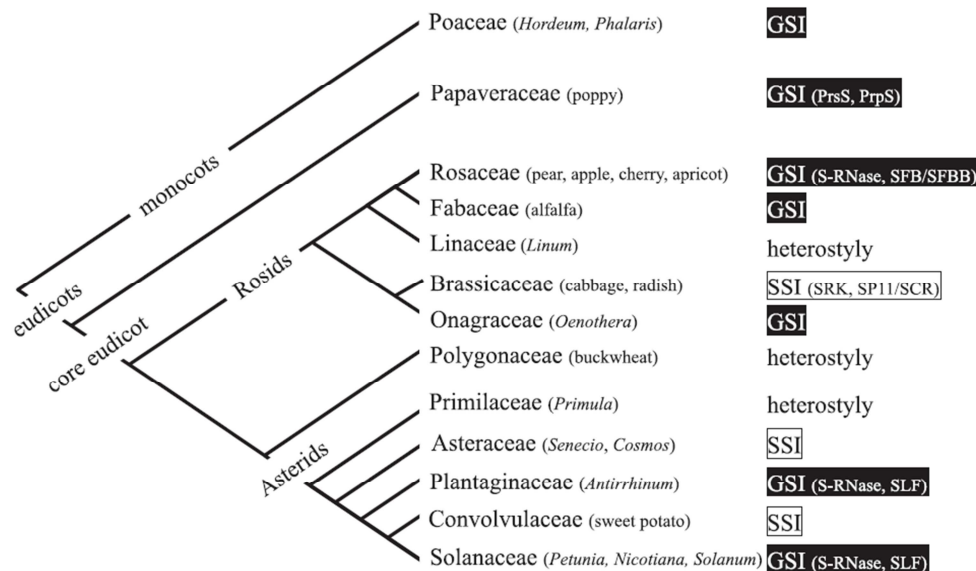 Poaceae (Hordeum, Phalaris) GSI
Papaveraceae (poppy) GSI (PrsS, PrpS)
monocots
Rosaceae (pear, apple, cherry, apricot) GSI (S-RNase, SFB/SFBB)
Fabaceae (alfalfa) GSI
Linaceae (Linum) heterostyly
Rosids
Brassicaceae (cabbage, radish) SSI (SRK, SP11/SCR)
eudicots
Onagraceae (Oenothera) GSI
core eudicot
Polygonaceae (buckwheat) heterostyly
Primilaceae (Primula) heterostyly
Asteraceae (Senecio, Cosmos) SSI
Asterids
Plantaginaceae (Antirrhinum) GSI (S-RNase, SLF)
Convolvulaceae (sweet potato) SSI
Solanaceae (Petunia, Nicotiana, Solanum) GSI (S-RNase, SLF)